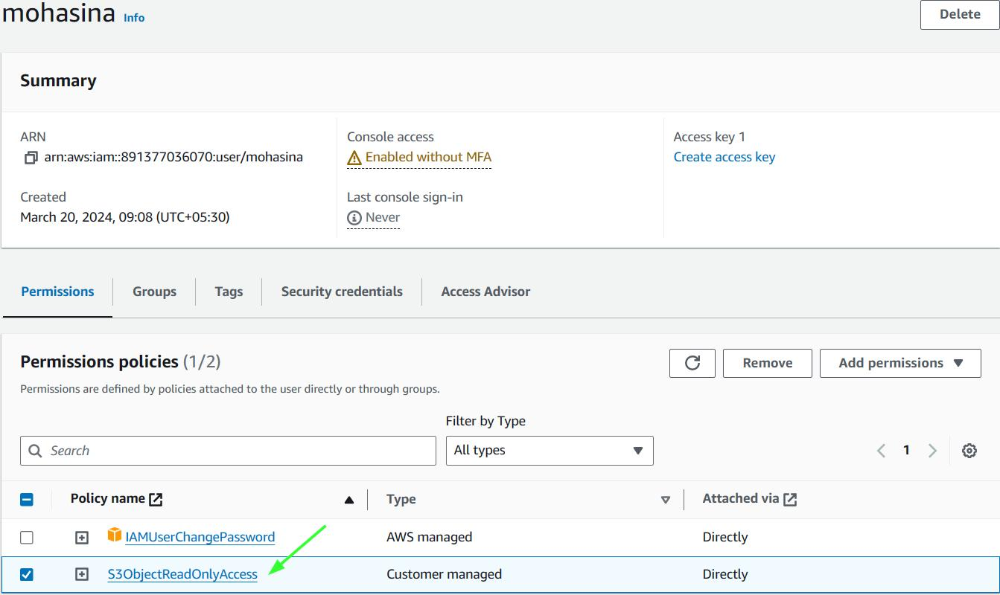 mohasina Info
Delete
Summary
ARN
arn:aws:iam::891377036070:user/mohasina
Created
March 20, 2024, 09:08 (UTC+05:30)
Console access
Enabled without MFA
Last console sign-in
Never
Access key 1
Create access key
Permissions Groups Tags Security credentials Access Advisor
Permissions policies (1/2)
Permissions are defined by policies attached to the user directly or through groups.
Remove
Add permissions
Filter by Type
Search
All types
1
Policy name Type Attached via
IAMUserChangePassword AWS managed Directly
S3ObjectReadOnlyAccess Customer managed Directly